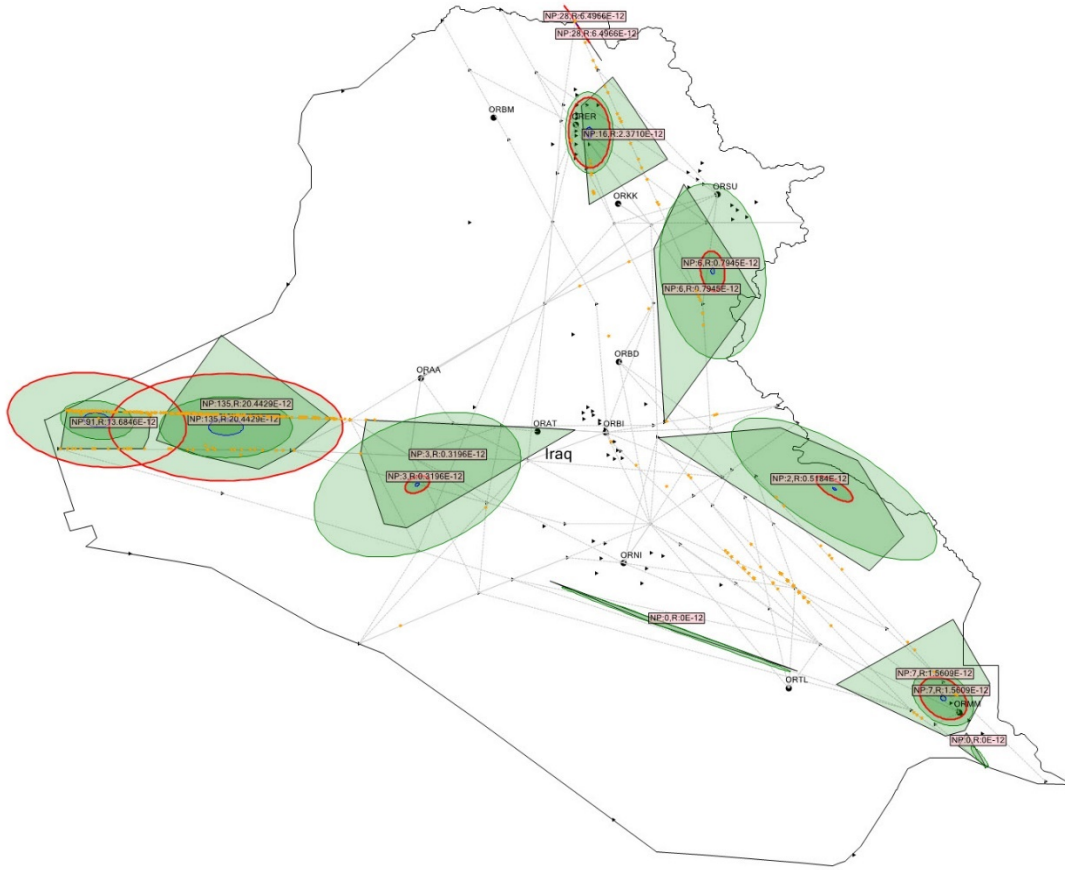 NP:28,R:6.4966E-12
NP:28,R:6.4966E-12
ORBM
ORER
NP:16,R:2.3710E-12
ORSU
ORKK
NP:6,R:0.7945E-12
NP:6,R:0.7945E-12
ORBD
ORAA
NP:135,R:20.4429E-12
NP:91,R:13.6846E-12
NP:135,R:20.4429E-12
ORAT
ORBI
Iraq
NP:3,R:0.3196E-12
NP:3,R:0.3196E-12
NP:2,R:0.5184E-12
ORNI
NP:0,R:0E-12
ORTL
NP:7,R:1.5609E-12
NP:7,R:1.5609E-12
ORMM
NP:0,R:0E-12